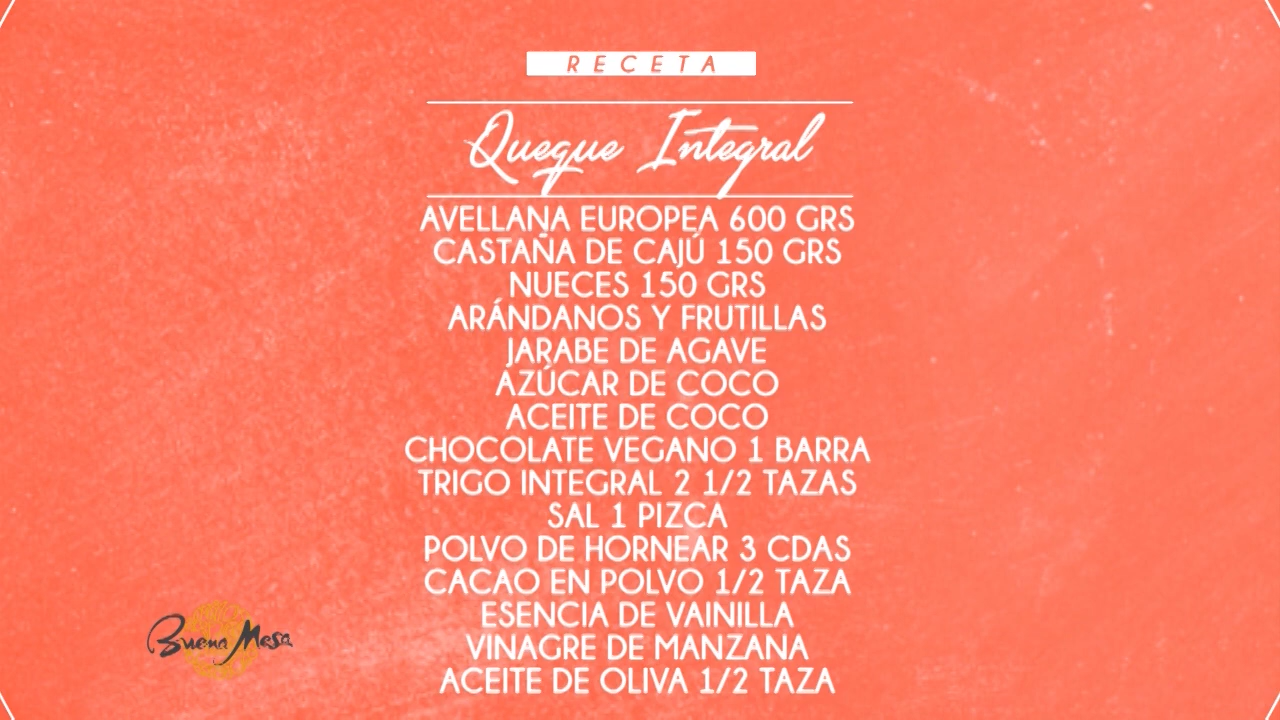 RECETA
Queque Integral
AVELLANA EUROPEA 600 GRS
CASTAÑA DE CAJÚ 150 GRS
NUECES 150 GRS
ARÁNDANOS Y FRUTILLAS
JARABE DE AGAVE
AZÚCAR DE COCO
ACEITE DE COCO
CHOCOLATE VEGANO 1 BARRA
TRIGO INTEGRAL 2 1/2 TAZAS
SAL 1 PIZCA
POLVO DE HORNEAR 3 CDAS
CACAO EN POLVO 1/2 TAZA
ESENCIA DE VAINILLA
VINAGRE DE MANZANA
ACEITE DE OLIVA 1/2 TAZA
Buena Mesa